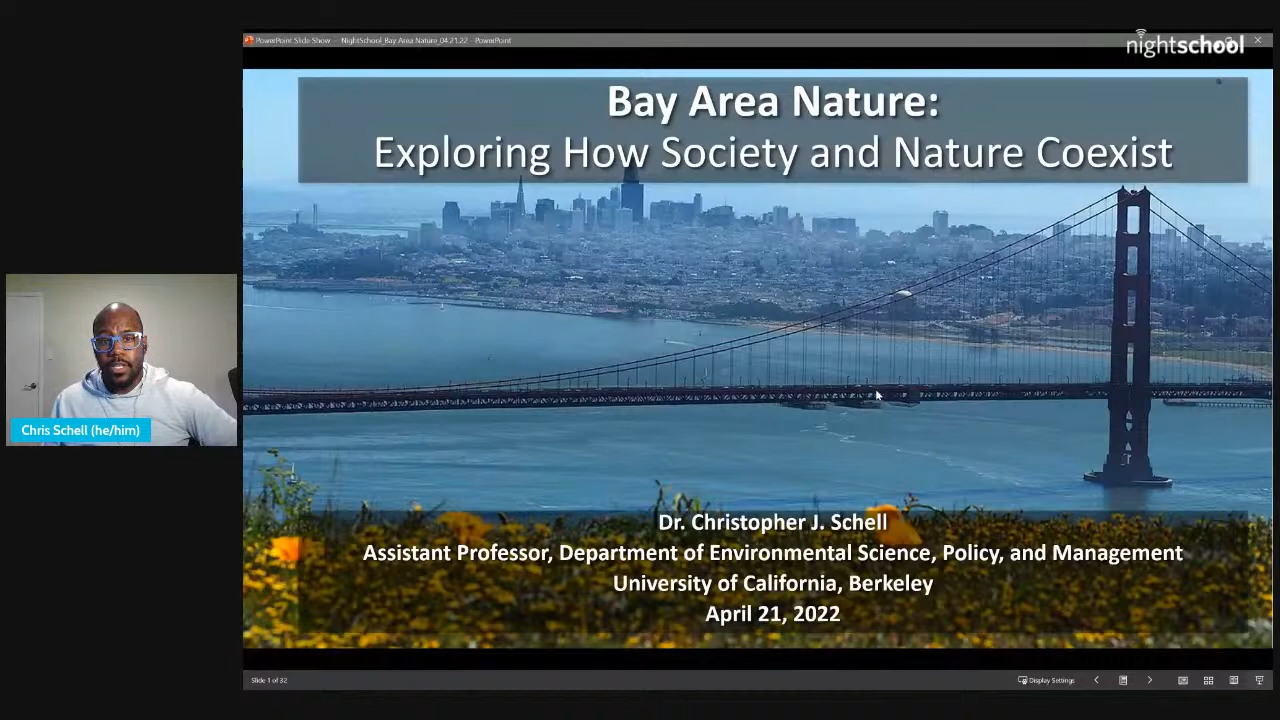 PowerPoint Slide Show - NightSchool_Bay Area Nature_04.21.22 - PowerPoint
nightschool
Bay Area Nature:
Exploring How Society and Nature Coexist
Chris Schell (he/him)
Dr. Christopher J. Schell
Assistant Professor, Department of Environmental Science, Policy, and Management
University of California, Berkeley
April 21, 2022
Slide 1 of 32
Display Settings